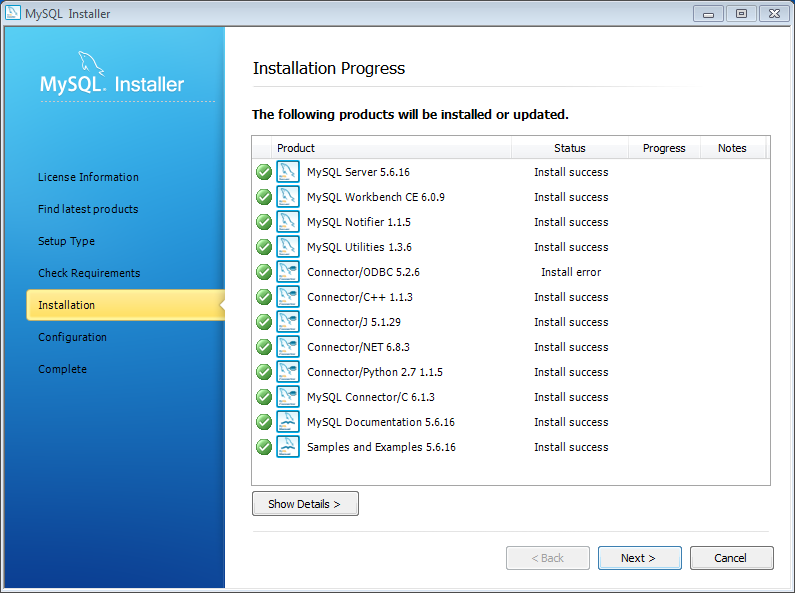 MySQL Installer
MySQL. Installer
License Information
Find latest products
Setup Type
Check Requirements
Installation
Configuration
Complete
Installation Progress
The following products will be installed or updated.
Product Status Progress Notes
MySQL Server 5.6.16 Install success
MySQL Workbench CE 6.0.9 Install success
MySQL Notifier 1.1.5 Install success
MySQL Utilities 1.3.6 Install success
Connector/ODBC 5.2.6 Install error
Connector/C++ 1.1.3 Install success
Connector/J 5.1.29 Install success
Connector/NET 6.8.3 Install success
Connector/Python 2.7 1.1.5 Install success
MySQL Connector/C 6.1.3 Install success
MySQL Documentation 5.6.16 Install success
Samples and Examples 5.6.16 Install success
Show Details >
< Back Next > Cancel